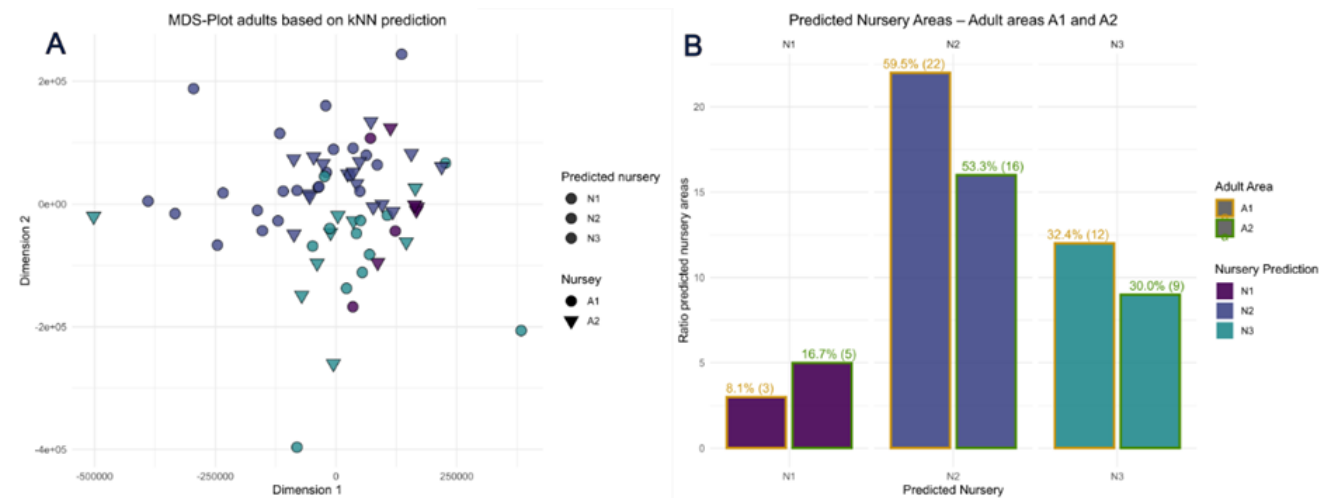 MDS-Plot adults based on kNN prediction
A
2e+05
0e+00
-2e+05
-4e+05
Dimension 2
-500000 -250000 0 250000
Dimension 1
Predicted nursery
N1
N2
N3
Nursey
A1
A2
Predicted Nursery Areas – Adult areas A1 and A2
B
N1 N2 N3
20
15
10
5
0
Ratio predicted nursery areas
8.1% (3)
16.7% (5)
59.5% (22)
53.3% (16)
32.4% (12)
30.0% (9)
N1 N2 N3
Predicted Nursery
Adult Area
A1
A2
Nursery Prediction
N1
N2
N3